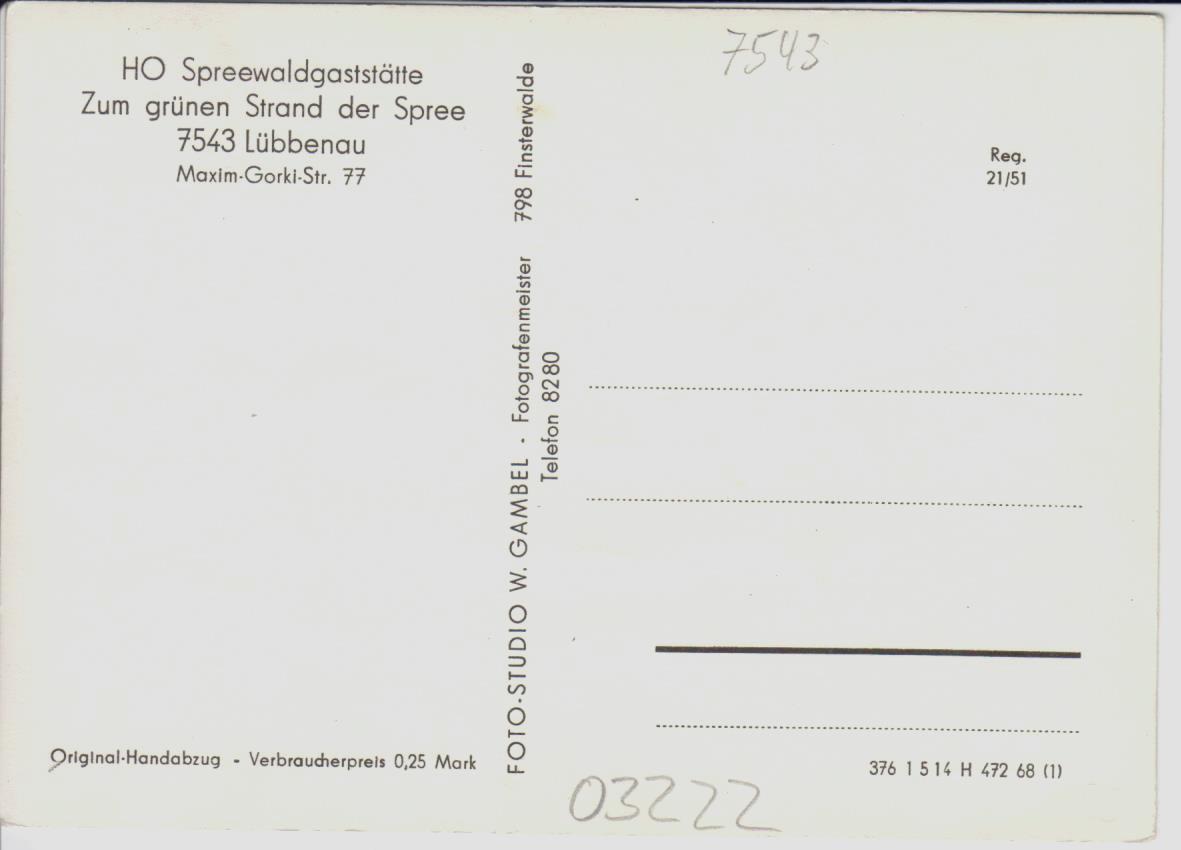 HO Spreewaldgaststätte
Zum grünen Strand der Spree
7543 Lübbenau
Maxim-Gorki-Str. 77
Original-Handabzug - Verbraucherpreis 0,25 Mark
FOTO-STUDIO W. GAMBEL - Fotografenmeister 798 Finsterwalde
Telefon 8280
7543
Reg.
21/51
376 1 5 14 H 472 68 (1)
03222